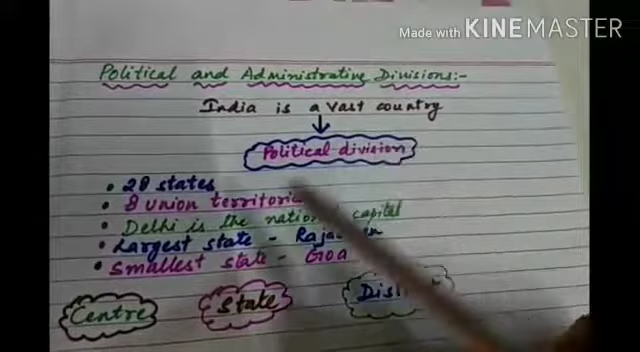 Made with KINEMASTER
Political and Administrative Divisions:-
India is a vast country
Political division
• 28 states
• 8 Union
• Delhi is the capital
• Largest state -
• Smallest state - Goa
Centre State